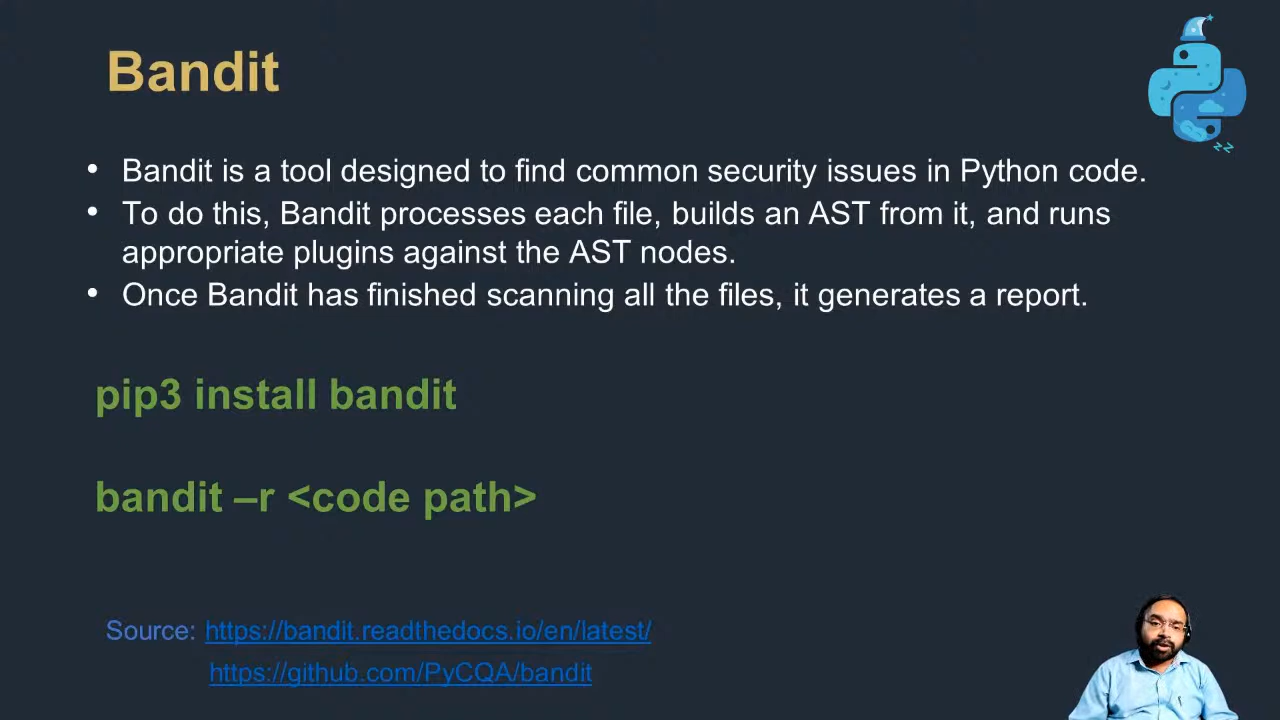 Bandit
• Bandit is a tool designed to find common security issues in Python code.
• To do this, Bandit processes each file, builds an AST from it, and runs
appropriate plugins against the AST nodes.
• Once Bandit has finished scanning all the files, it generates a report.
pip3 install bandit
bandit –r <code path>
Source: https://bandit.readthedocs.io/en/latest/
https://github.com/PyCQA/bandit
zZ